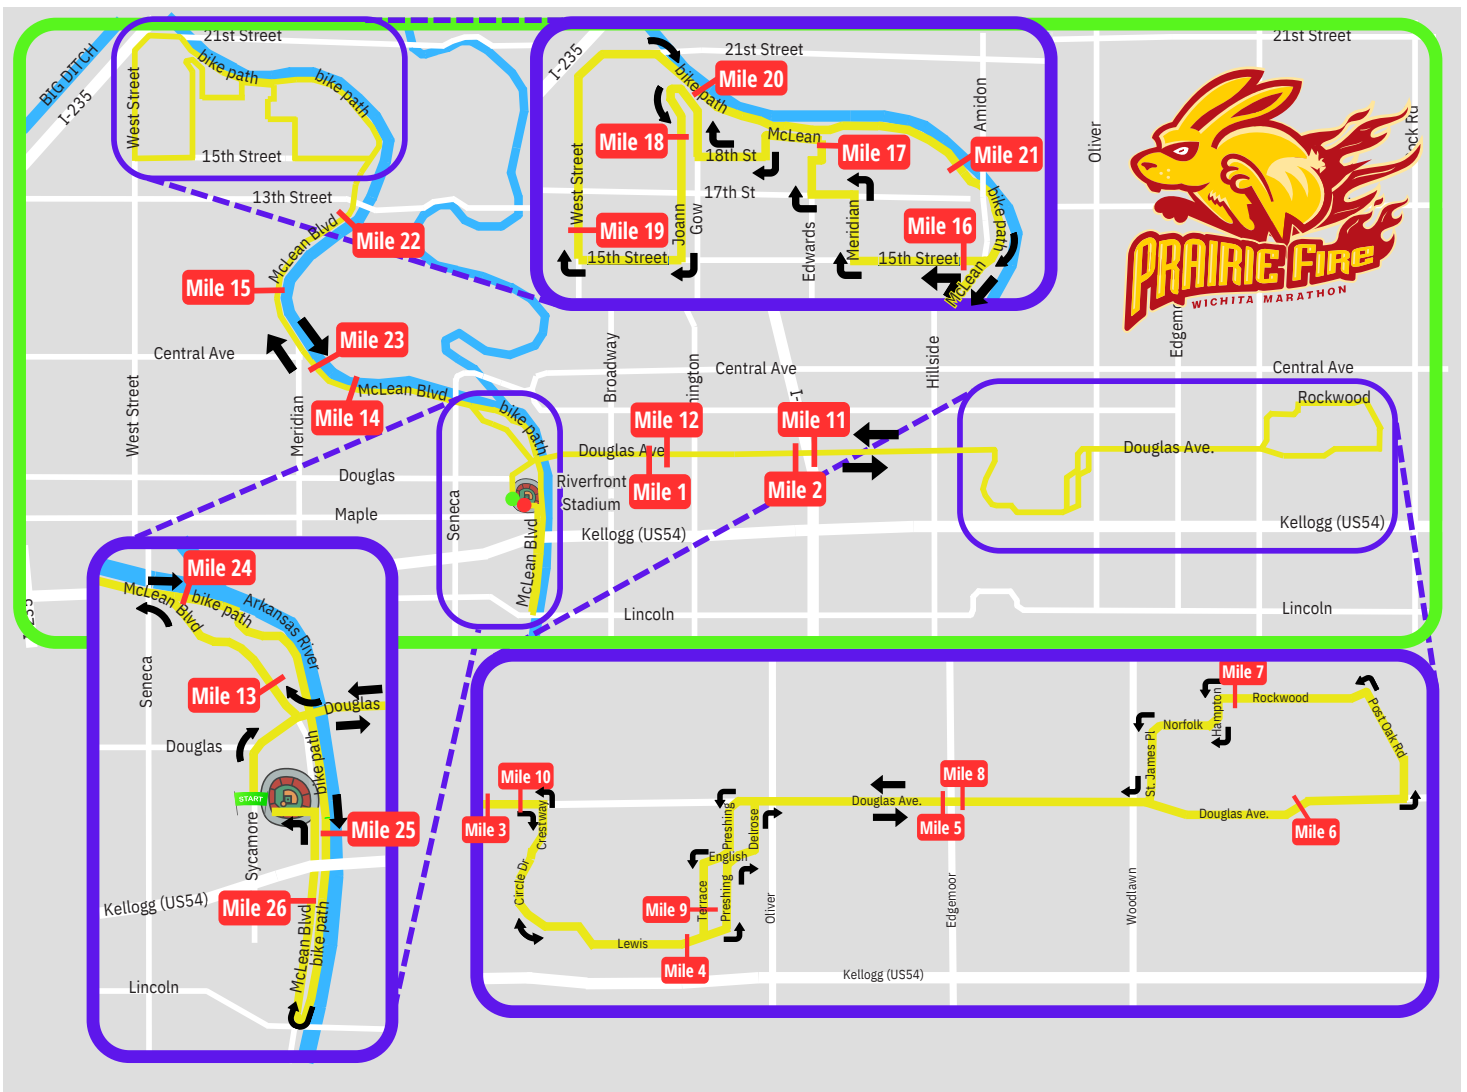 21st Street
BIG DITCH
I-235
West Street
bike path
bike path
15th Street
13th Street
McLean Blvd
Mile 22
Mile 15
Mile 23
Central Ave
Mile 14
McLean Blvd
West Street
Meridian
bike path
Douglas
Maple
Seneca
Riverfront
Stadium
McLean Blvd
Kellogg (US54)
Lincoln
Broadway
Central Ave
Hillside
Mile 12
Mile 11
Douglas Ave
Mile 1
Mile 2
Oliver
21st Street
Central Ave
Rockwood
Douglas Ave.
Kellogg (US54)
Lincoln
PRAIRIE FIRE
WICHITA MARATHON
I-235
21st Street
Mile 20
bike path
Amidon
Mile 18
McLean
Mile 17
Mile 21
18th St
17th St
West Street
Joann
Gow
Mile 19
Edwards
Meridian
Mile 16
bike path
15th Street
15th Street
McLean
Mile 24
McLean Blvd
bike path
Arkansas River
Seneca
Mile 13
Douglas
Douglas
bike path
START
Sycamore
Mile 25
Kellogg (US54)
Mile 26
McLean Blvd
bike path
Lincoln
Mile 7
Hampton
Rockwood
Norfolk
St. James Pl
Post Oak Rd
Mile 10
Mile 3
Crestway
Circle Dr
Mile 8
Douglas Ave.
Mile 5
Preshing
Delrose
English
Terrace
Preshing
Mile 9
Lewis
Mile 4
Oliver
Edgemoor
Woodlawn
Douglas Ave.
Mile 6
Kellogg (US54)